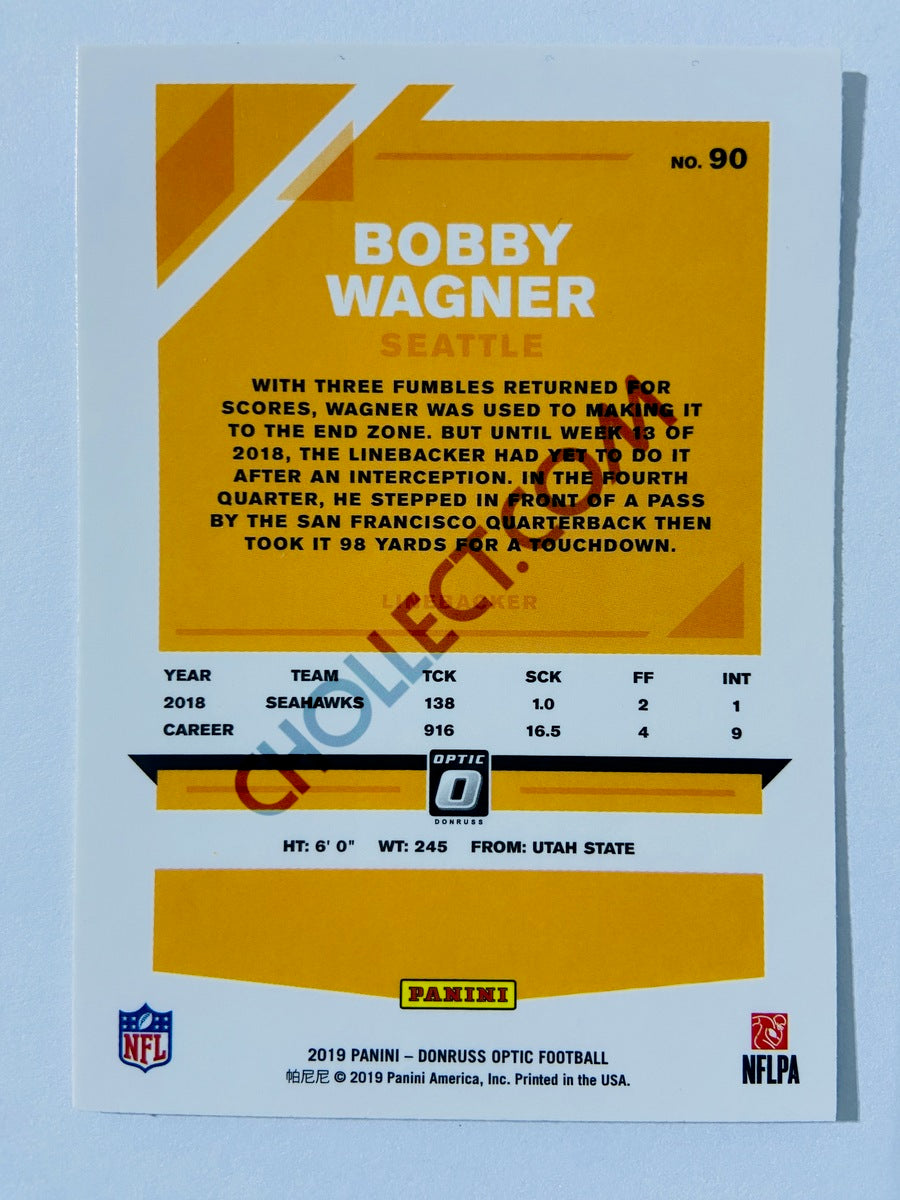 NO. 90
BOBBY
WAGNER
SEATTLE
WITH THREE FUMBLES RETURNED FOR
SCORES, WAGNER WAS USED TO MAKING IT
TO THE END ZONE. BUT UNTIL WEEK 13 OF
2018, THE LINEBACKER HAD YET TO DO IT
AFTER AN INTERCEPTION. IN THE FOURTH
QUARTER, HE STEPPED IN FRONT OF A PASS
BY THE SAN FRANCISCO QUARTERBACK THEN
TOOK IT 98 YARDS FOR A TOUCHDOWN.
LINEBACKER
CHOLLECT.COM
YEAR TEAM TCK SCK FF INT
2018 SEAHAWKS 138 1.0 2 1
CAREER 916 16.5 4 9
OPTIC
O
DONRUSS
HT: 6' 0" WT: 245 FROM: UTAH STATE
PANINI
NFL
NFLPA
2019 PANINI – DONRUSS OPTIC FOOTBALL
帕尼尼 © 2019 Panini America, Inc. Printed in the USA.